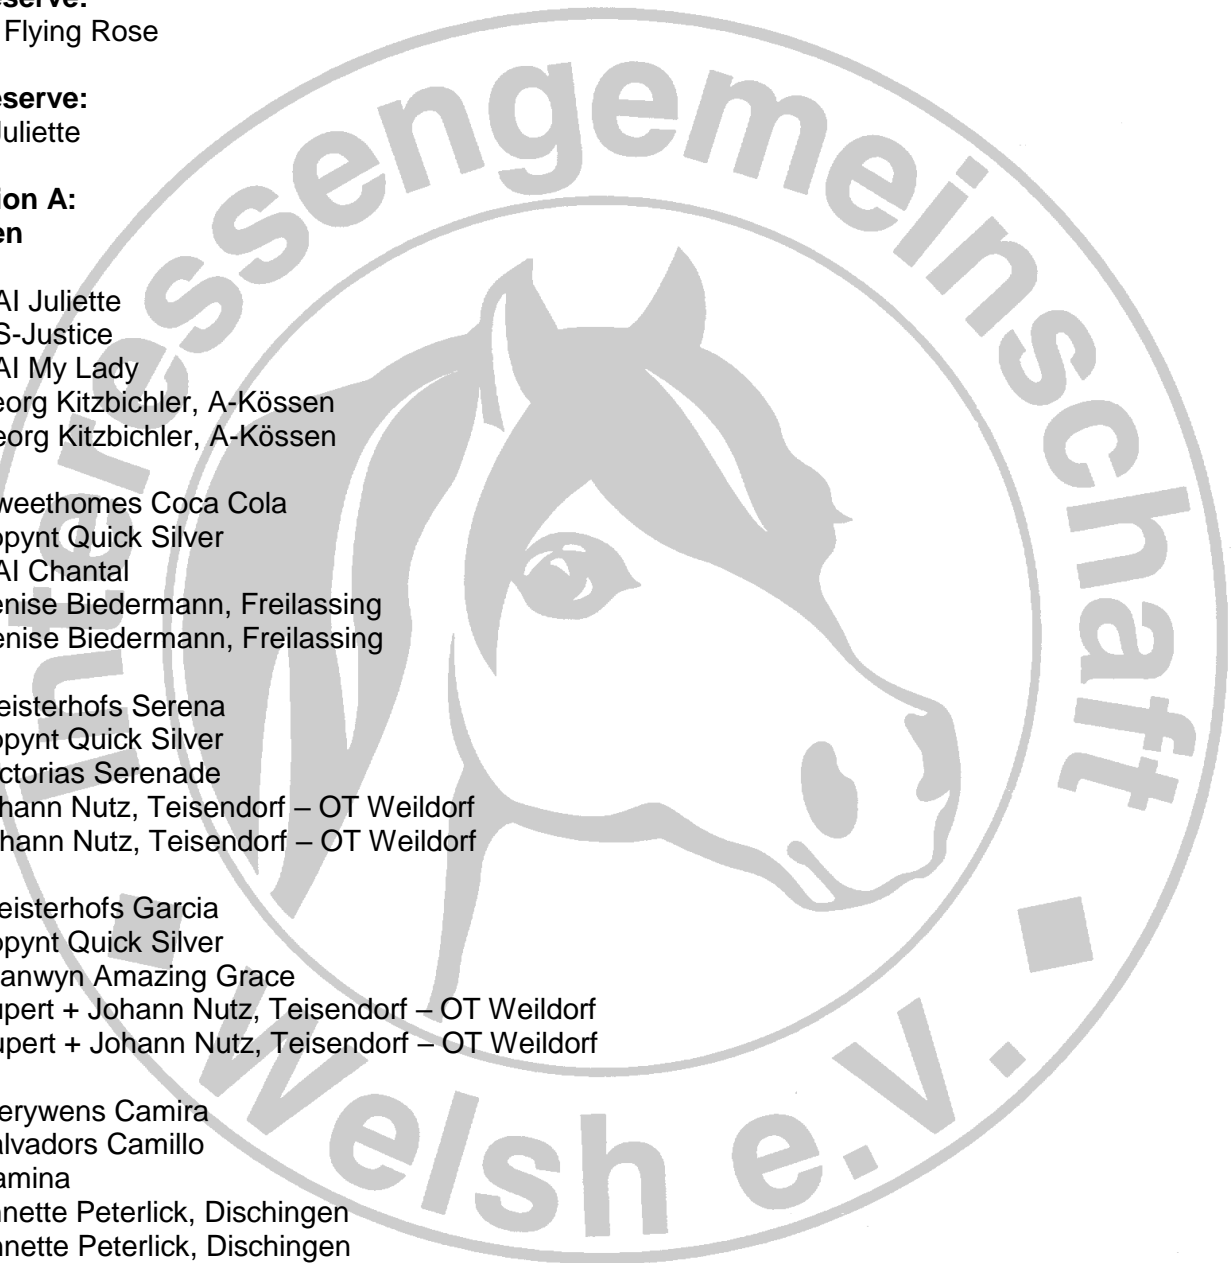 eserve:
Flying Rose
eserve:
Juliette
ion A:
en
AI Juliette
S-Justice
AI My Lady
eorg Kitzbichler, A-Kössen
eorg Kitzbichler, A-Kössen
weethomes Coca Cola
opynt Quick Silver
AI Chantal
enise Biedermann, Freilassing
enise Biedermann, Freilassing
eisterhofs Serena
opynt Quick Silver
ctorias Serenade
hann Nutz, Teisendorf – OT Weildorf
hann Nutz, Teisendorf – OT Weildorf
eisterhofs Garcia
opynt Quick Silver
anwyn Amazing Grace
upert + Johann Nutz, Teisendorf – OT Weildorf
upert + Johann Nutz, Teisendorf – OT Weildorf
erywens Camira
alvadors Camillo
amina
nnette Peterlick, Dischingen
nnette Peterlick, Dischingen
Interessengemeinschaft
Welsh e.V.